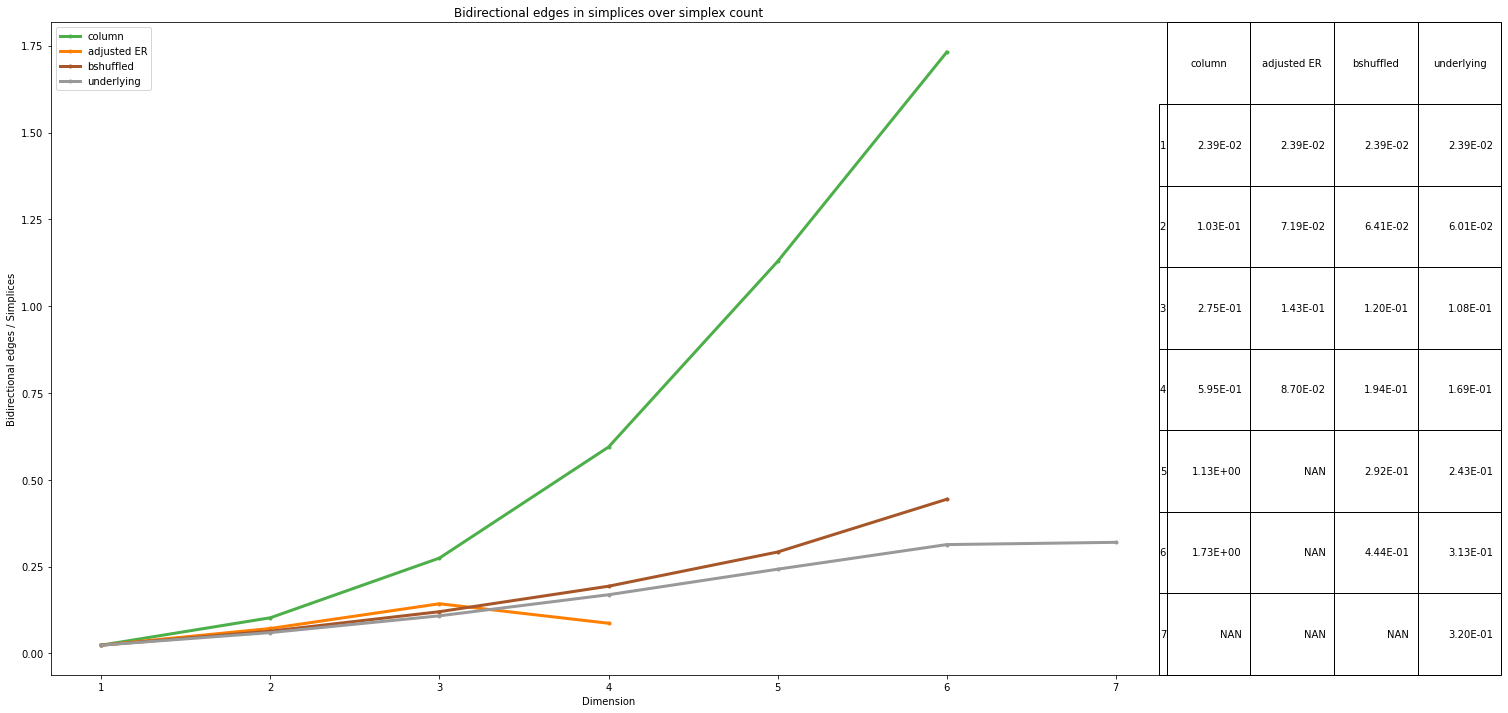 Bidirectional edges in simplices over simplex count
column
adjusted ER
bshuffled
underlying
1.75
1.50
1.25
1.00
0.75
0.50
0.25
0.00
Bidirectional edges / Simplices
1 2 3 4 5 6 7
Dimension
column adjusted ER bshuffled underlying
1 2.39E-02 2.39E-02 2.39E-02 2.39E-02
2 1.03E-01 7.19E-02 6.41E-02 6.01E-02
3 2.75E-01 1.43E-01 1.20E-01 1.08E-01
4 5.95E-01 8.70E-02 1.94E-01 1.69E-01
5 1.13E+00 NAN 2.92E-01 2.43E-01
6 1.73E+00 NAN 4.44E-01 3.13E-01
7 NAN NAN NAN 3.20E-01